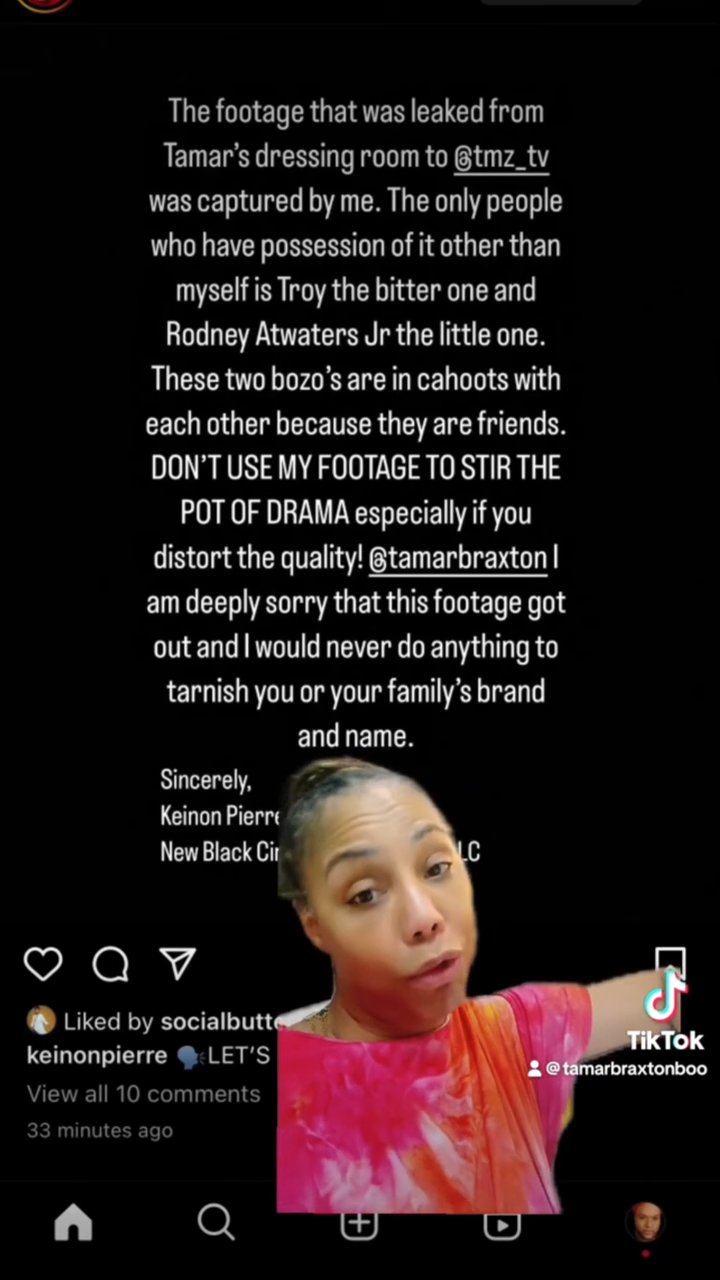 The footage that was leaked from
Tamar's dressing room to @tmz_tv
was captured by me. The only people
who have possession of it other than
myself is Troy the bitter one and
Rodney Atwaters Jr the little one.
These two bozo's are in cahoots with
each other because they are friends.
DON'T USE MY FOOTAGE TO STIR THE
POT OF DRAMA especially if you
distort the quality! @tamarbraxton I
am deeply sorry that this footage got
out and I would never do anything to
tarnish you or your family's brand
and name.
Sincerely,
Keinon Pierre
New Black LC
Liked by
keinonpierre LET'S
View all 10 comments
33 minutes ago
TikTok
@tamarbraxtonboo